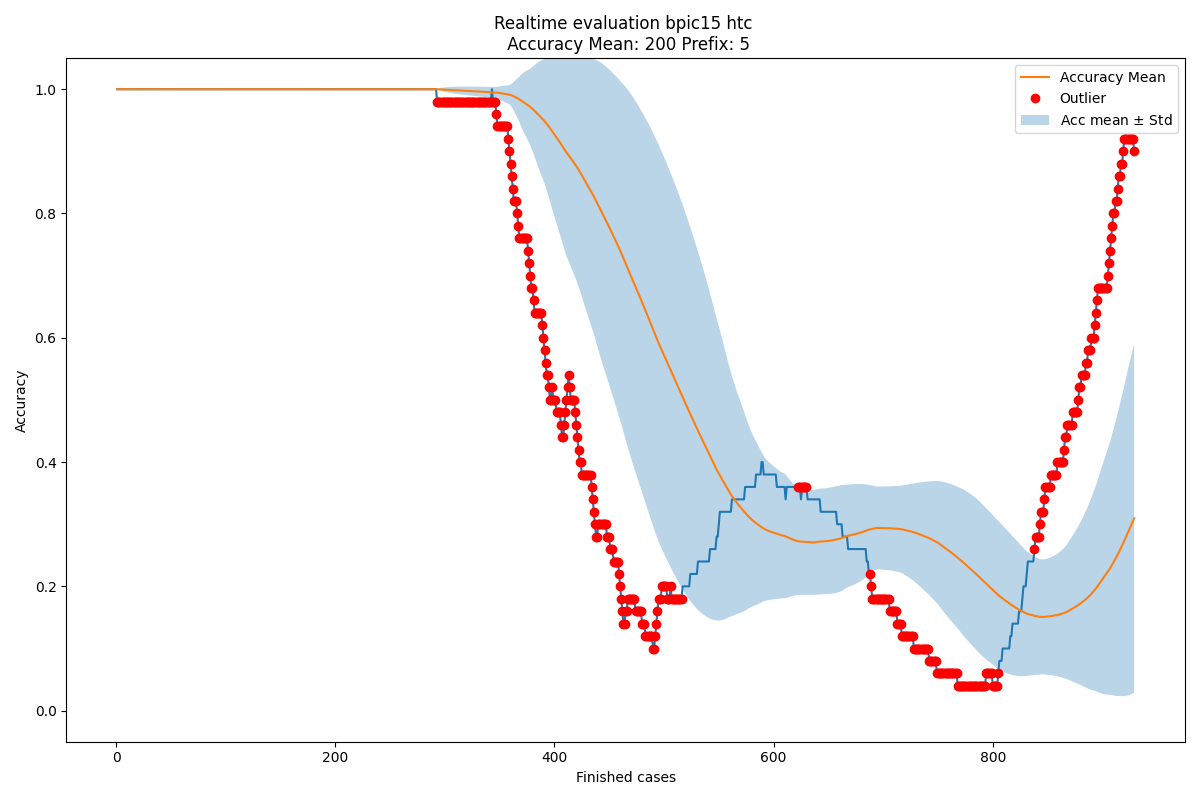 Realtime evaluation bpic15 htc
Accuracy Mean: 200 Prefix: 5
Accuracy Mean
Outlier
Acc mean ± Std
1.0
0.8
0.6
0.4
0.2
0.0
Accuracy
0 200 400 600 800
Finished cases